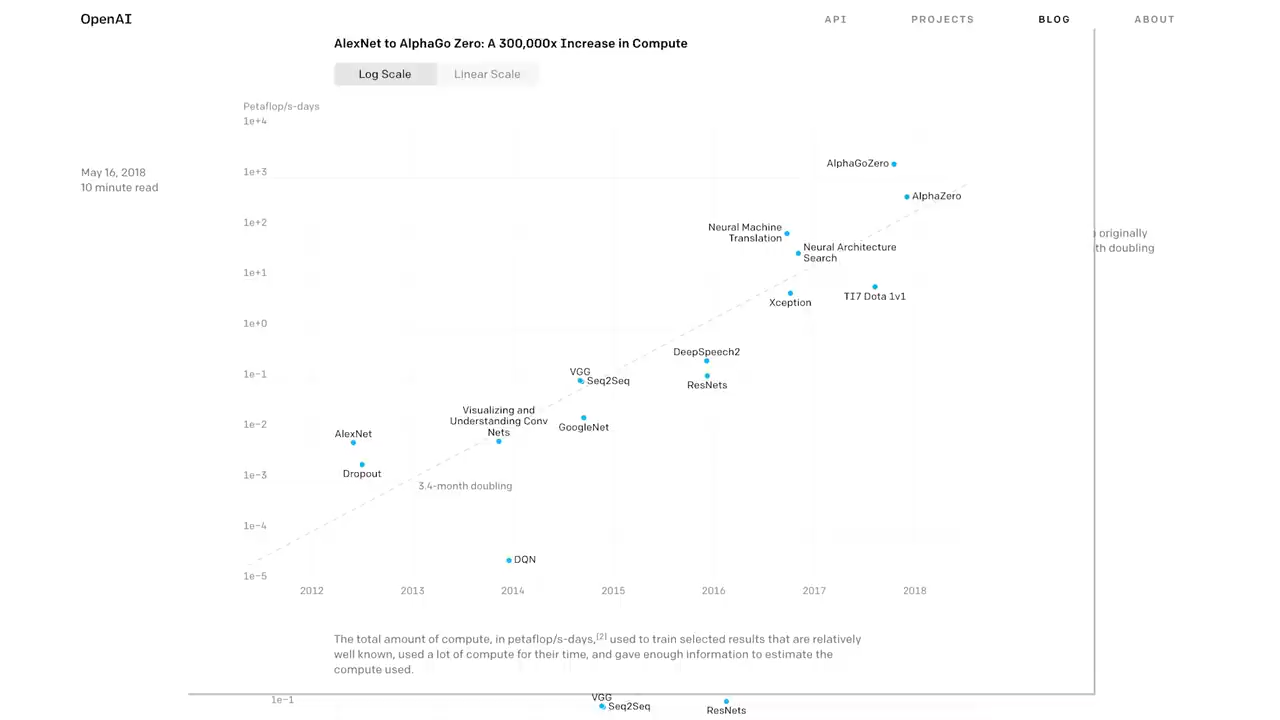 OpenAI
API PROJECTS BLOG ABOUT
AlexNet to AlphaGo Zero: A 300,000x Increase in Compute
Log Scale Linear Scale
Petaflop/s-days
1e+4
May 16, 2018
10 minute read
1e+3
AlphaGoZero
AlphaZero
1e+2
Neural Machine
Translation
Neural Architecture
Search
originally
th doubling
1e+1
Xception
TI7 Dota 1v1
1e+0
DeepSpeech2
ResNets
1e-1
VGG
Seq2Seq
Visualizing and
Understanding Conv
Nets
GoogleNet
1e-2
AlexNet
Dropout
1e-3
3.4-month doubling
1e-4
DQN
1e-5
2012 2013 2014 2015 2016 2017 2018
The total amount of compute, in petaflop/s-days,[2] used to train selected results that are relatively
well known, used a lot of compute for their time, and gave enough information to estimate the
compute used.
1e-1
VGG
Seq2Seq
ResNets